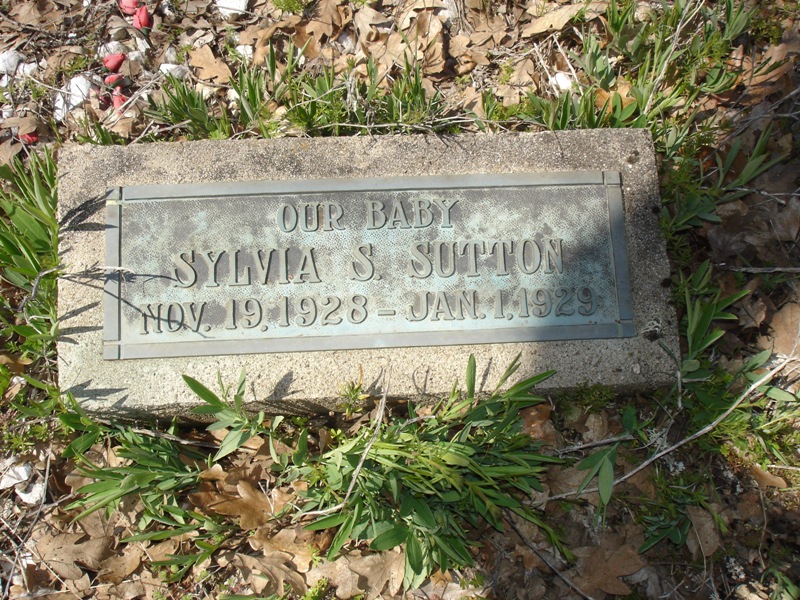 OUR BABY
SYLVIA S. SUTTON
NOV. 19, 1928 - JAN. 1, 1929